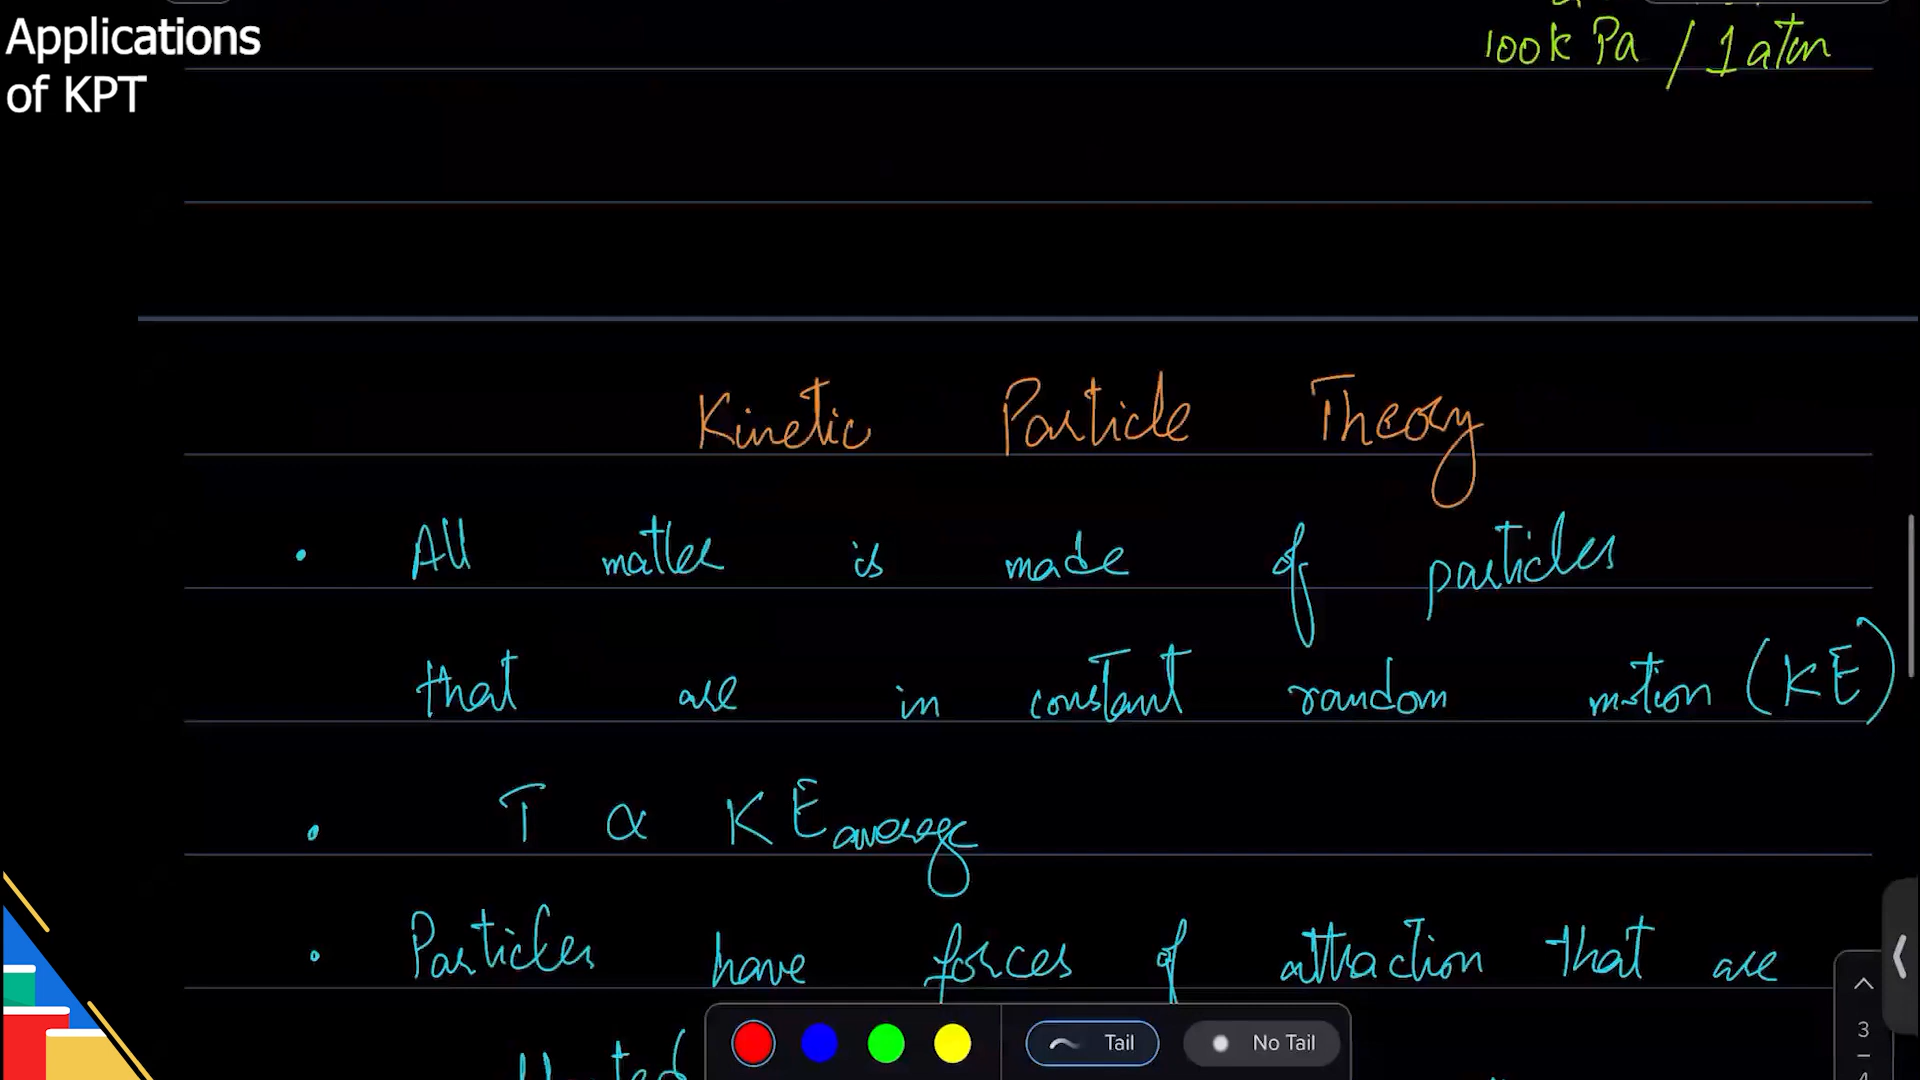 Applications
of KPT
100k Pa / 1 atm
Kinetic Particle Theory
• All matter is made of particles
that are in constant random motion (KE)
• T ∝ KE average
• Particles have forces of attraction that are
Tail
No Tail
3